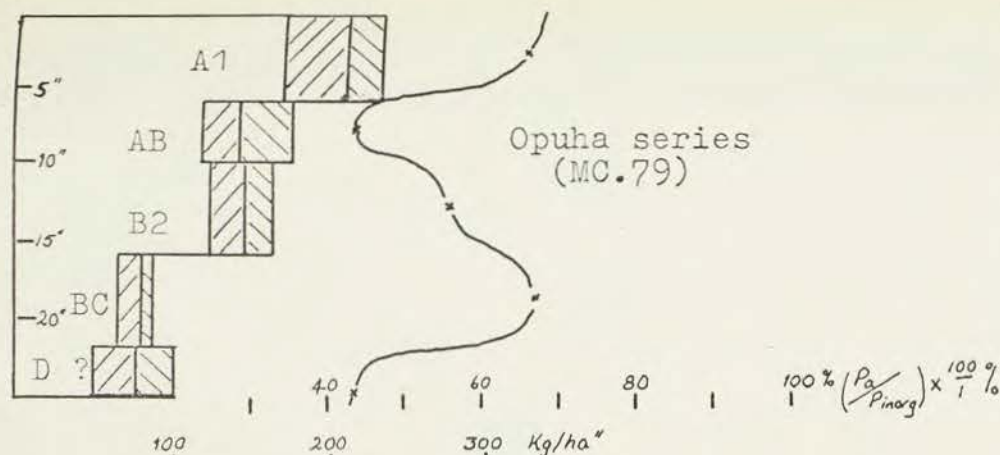 A1
5"
AB
10"
Opuha series
(MC.79)
B2
15"
BC
20"
D ?
40 60 80 100 % (Pa/Pinorg) x 100/1 %
100 200 300 Kg/ha"